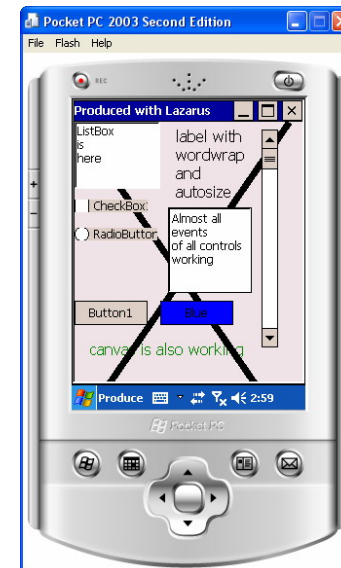 Pocket PC 2003 Second Edition
File Flash Help
REC
Produced with Lazarus
ListBox
is
here
label with
wordwrap
and
autosize
CheckBox
RadioButton
Almost all
events
of all controls
working
Button1
Blue
canvas is also working
Produce 2:59
Pocket PC